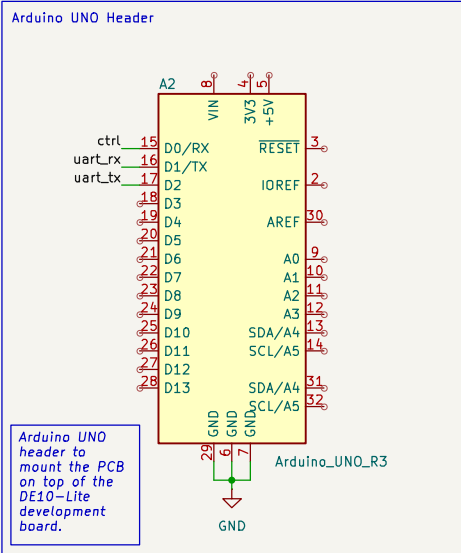 Arduino UNO Header
A2
8 4 5
VIN 3V3 +5V
ctrl 15 D0/RX RESET 3
uart_rx 16 D1/TX
uart_tx 17 D2 IOREF 2
18 D3
19 D4 AREF 30
20 D5
21 D6 A0 9
22 D7 A1 10
23 D8 A2 11
24 D9 A3 12
25 D10 SDA/A4 13
26 D11 SCL/A5 14
27 D12
28 D13 SDA/A4 31
SCL/A5 32
GND GND GND
29 6 7
Arduino_UNO_R3
GND
Arduino UNO
header to
mount the PCB
on top of the
DE10-Lite
development
board.